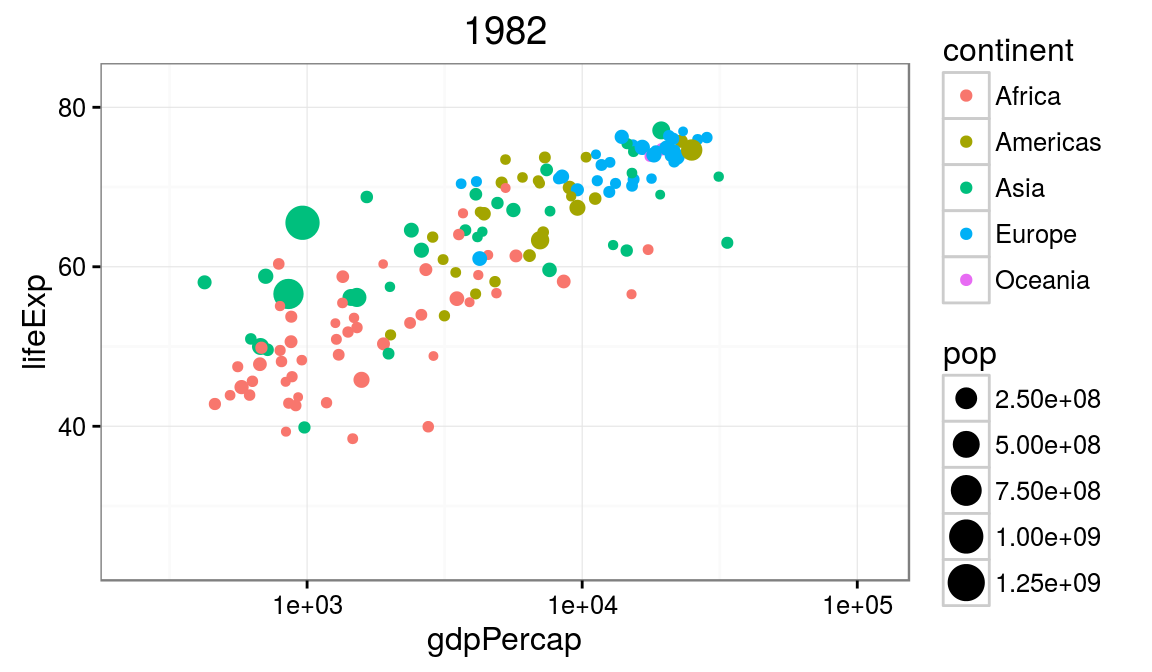 1982
lifeExp
80
60
40
1e+03
1e+04
1e+05
gdpPercap
continent
Africa
Americas
Asia
Europe
Oceania
pop
2.50e+08
5.00e+08
7.50e+08
1.00e+09
1.25e+09